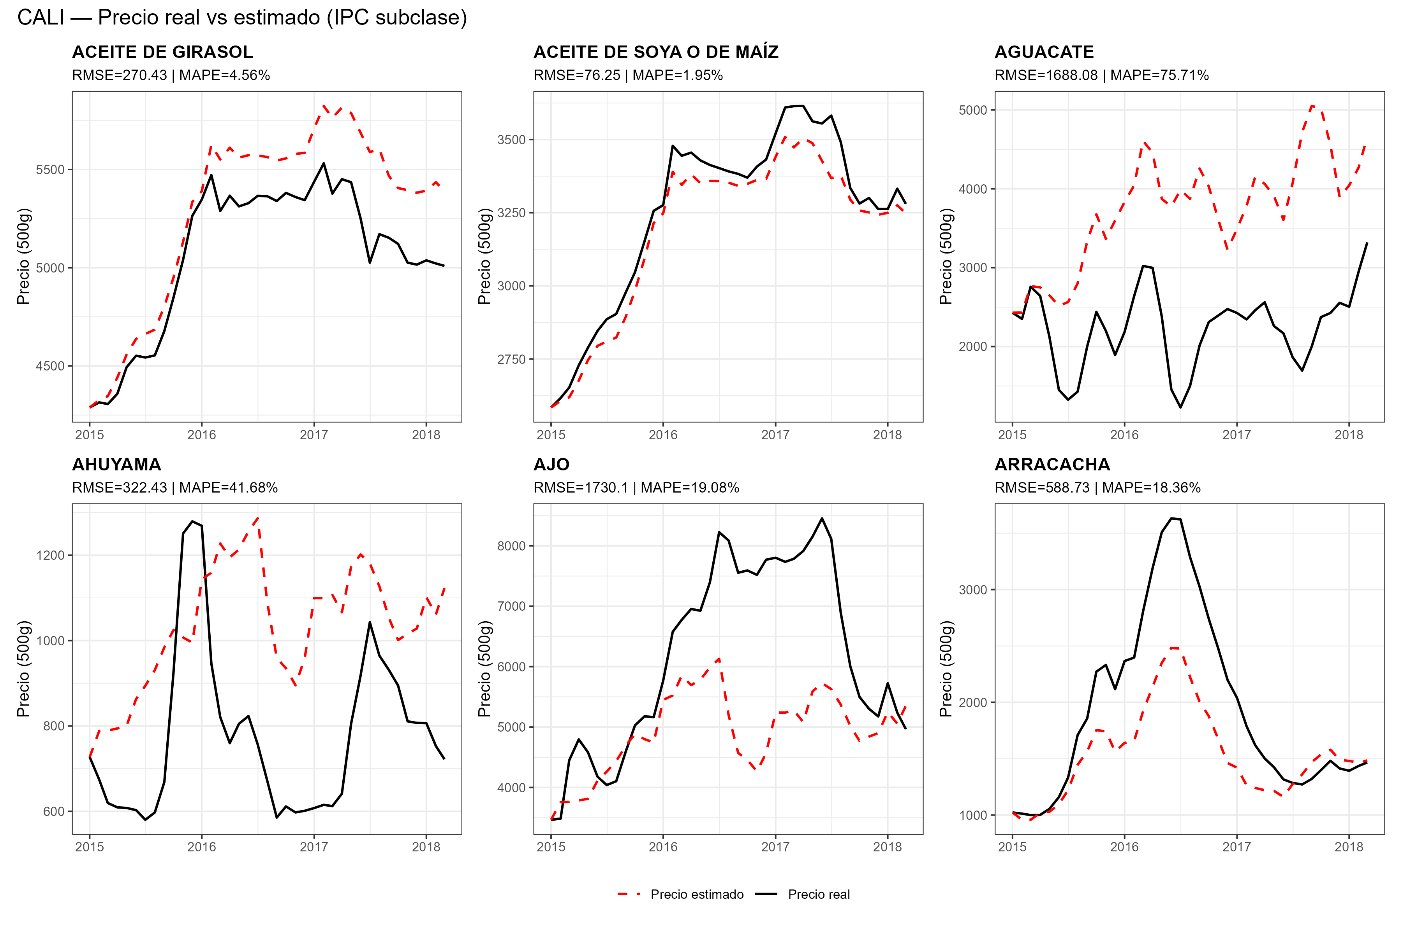 CALI — Precio real vs estimado (IPC subclase)
ACEITE DE GIRASOL
RMSE=270.43 | MAPE=4.56%
Precio (500g)
5500
5000
4500
2015 2016 2017 2018
ACEITE DE SOYA O DE MAÍZ
RMSE=76.25 | MAPE=1.95%
Precio (500g)
3500
3250
3000
2750
2015 2016 2017 2018
AGUACATE
RMSE=1688.08 | MAPE=75.71%
Precio (500g)
5000
4000
3000
2000
2015 2016 2017 2018
AHUYAMA
RMSE=322.43 | MAPE=41.68%
Precio (500g)
1200
1000
800
600
2015 2016 2017 2018
AJO
RMSE=1730.1 | MAPE=19.08%
Precio (500g)
8000
7000
6000
5000
4000
2015 2016 2017 2018
ARRACACHA
RMSE=588.73 | MAPE=18.36%
Precio (500g)
3000
2000
1000
2015 2016 2017 2018
Precio estimado Precio real